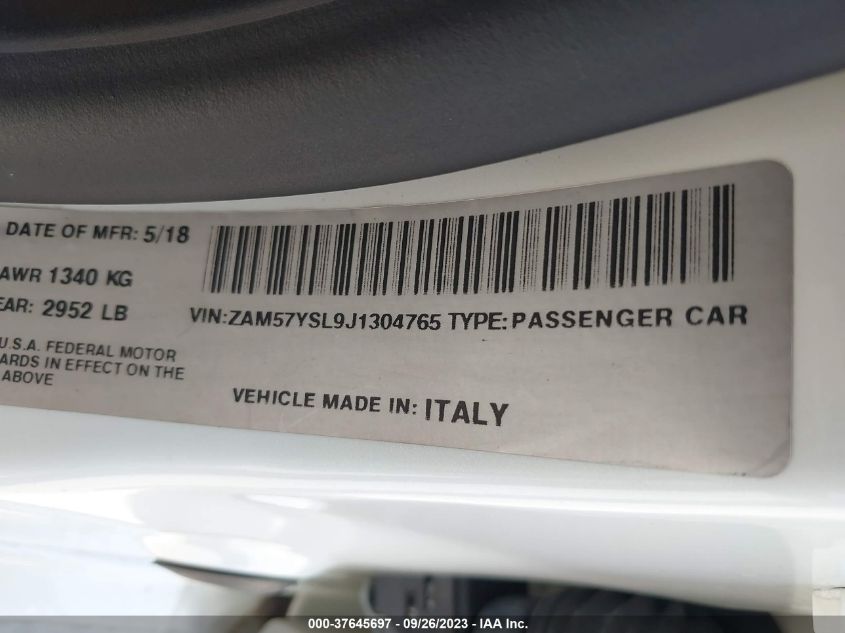 DATE OF MFR: 5/18
AWR 1340 KG
EAR: 2952 LB
VIN:ZAM57YSL9J1304765 TYPE:PASSENGER CAR
U.S.A. FEDERAL MOTOR
ARDS IN EFFECT ON THE
ABOVE
VEHICLE MADE IN: ITALY
000-37645697 - 09/26/2023 - IAA Inc.